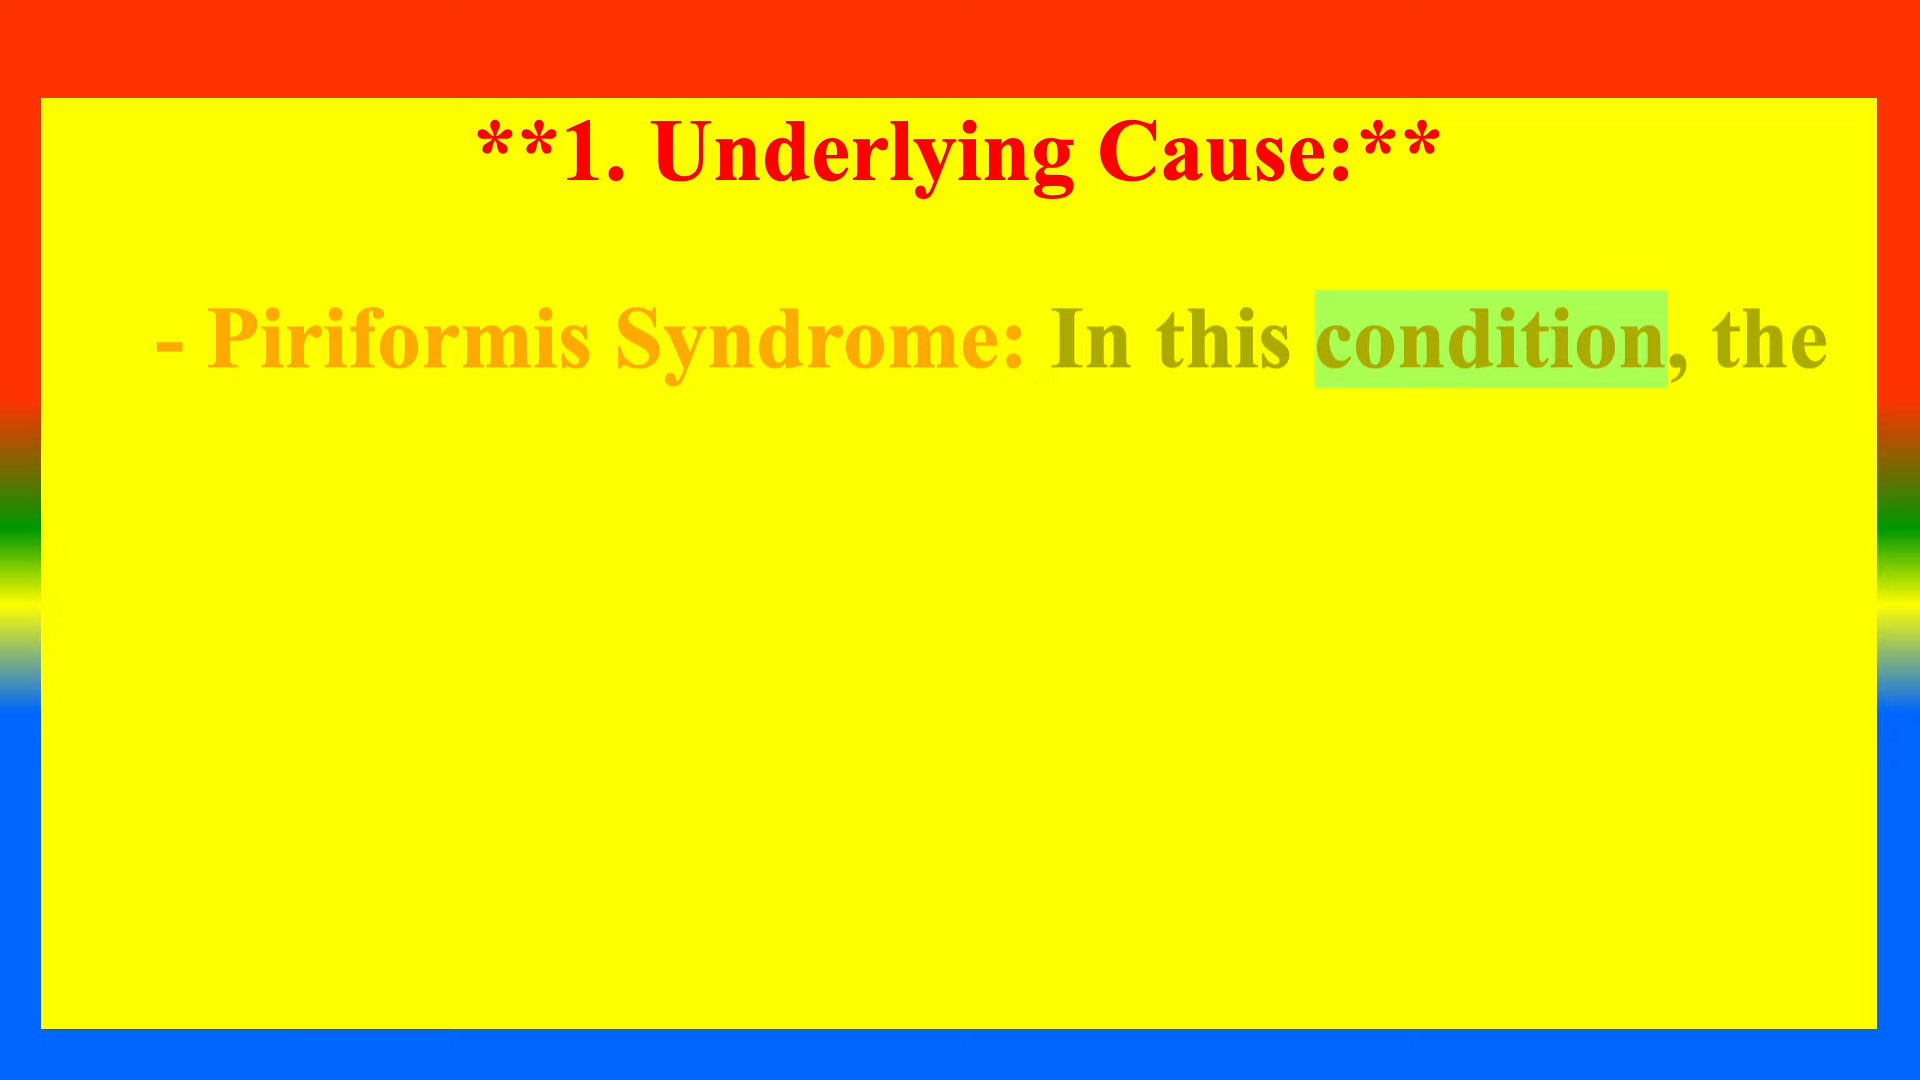 **1. Underlying Cause:**
- Piriformis Syndrome: In this condition, the